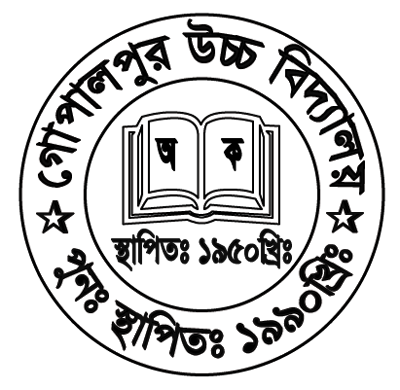 গোপালপুর উচ্চ বিদ্যালয়
অ ক
স্থাপিতঃ ১৯৫০খ্রিঃ
পুনঃ স্থাপিতঃ ১৯৯০খ্রিঃ